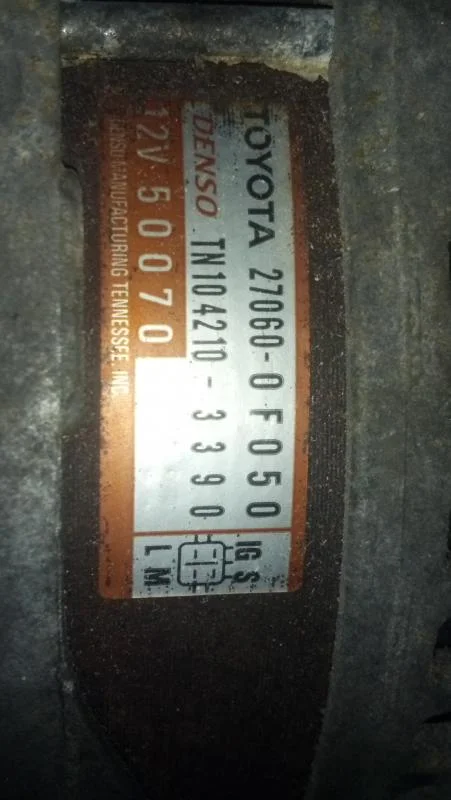 TOYOTA 27060-0F050
DENSO TN104210-3390
12V 50070
DENSO MANUFACTURING TENNESSEE, INC.
IG S
L M